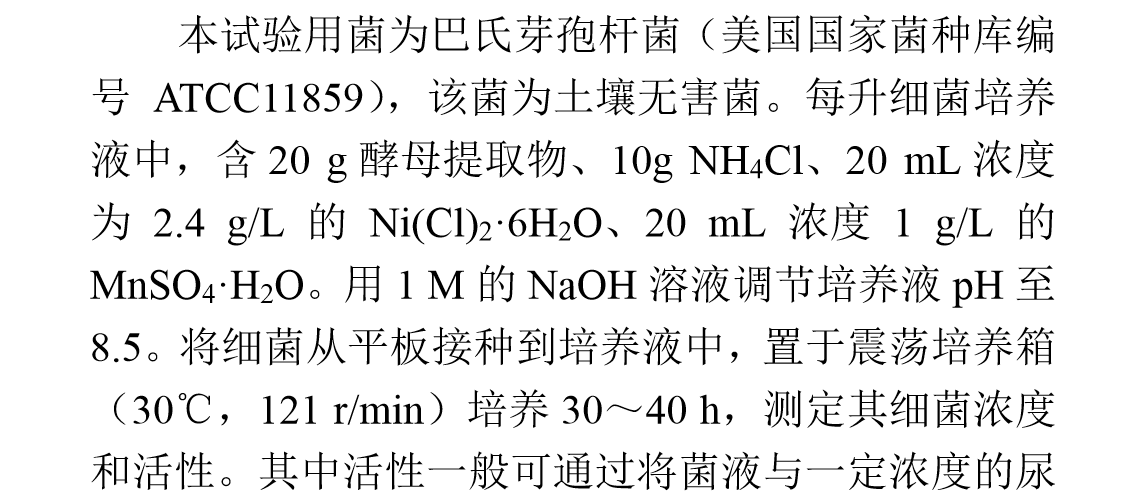 本试验用菌为巴氏芽孢杆菌（美国国家菌种库编
号 ATCC11859），该菌为土壤无害菌。每升细菌培养
液中，含 20 g 酵母提取物、10g NH₄Cl、20 mL 浓度
为 2.4 g/L 的 Ni(Cl)₂·6H₂O、20 mL 浓度 1 g/L 的
MnSO₄·H₂O。用 1 M 的 NaOH 溶液调节培养液 pH 至
8.5。将细菌从平板接种到培养液中，置于震荡培养箱
（30℃，121 r/min）培养 30～40 h，测定其细菌浓度
和活性。其中活性一般可通过将菌液与一定浓度的尿